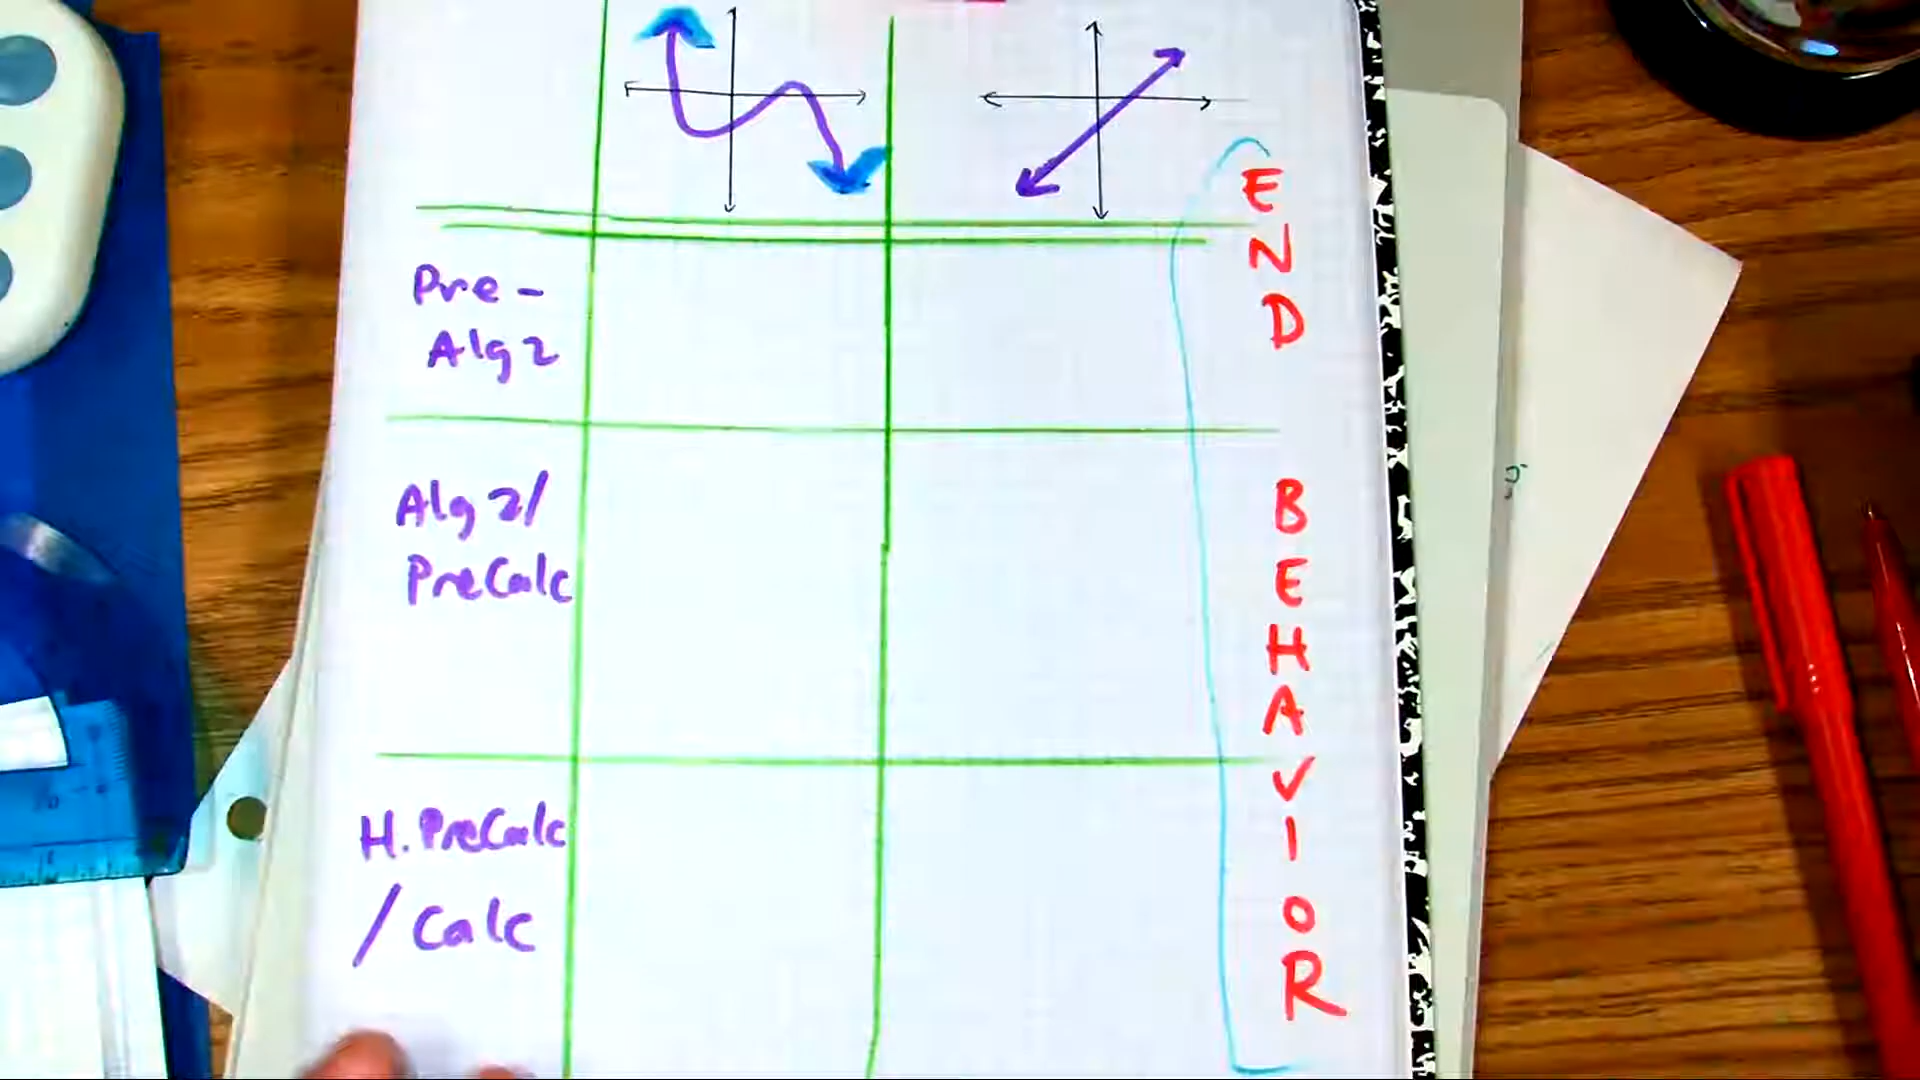 Pre-
Alg 2
Alg 2/
PreCalc
H. PreCalc
/ Calc
END
BEHAVIOR